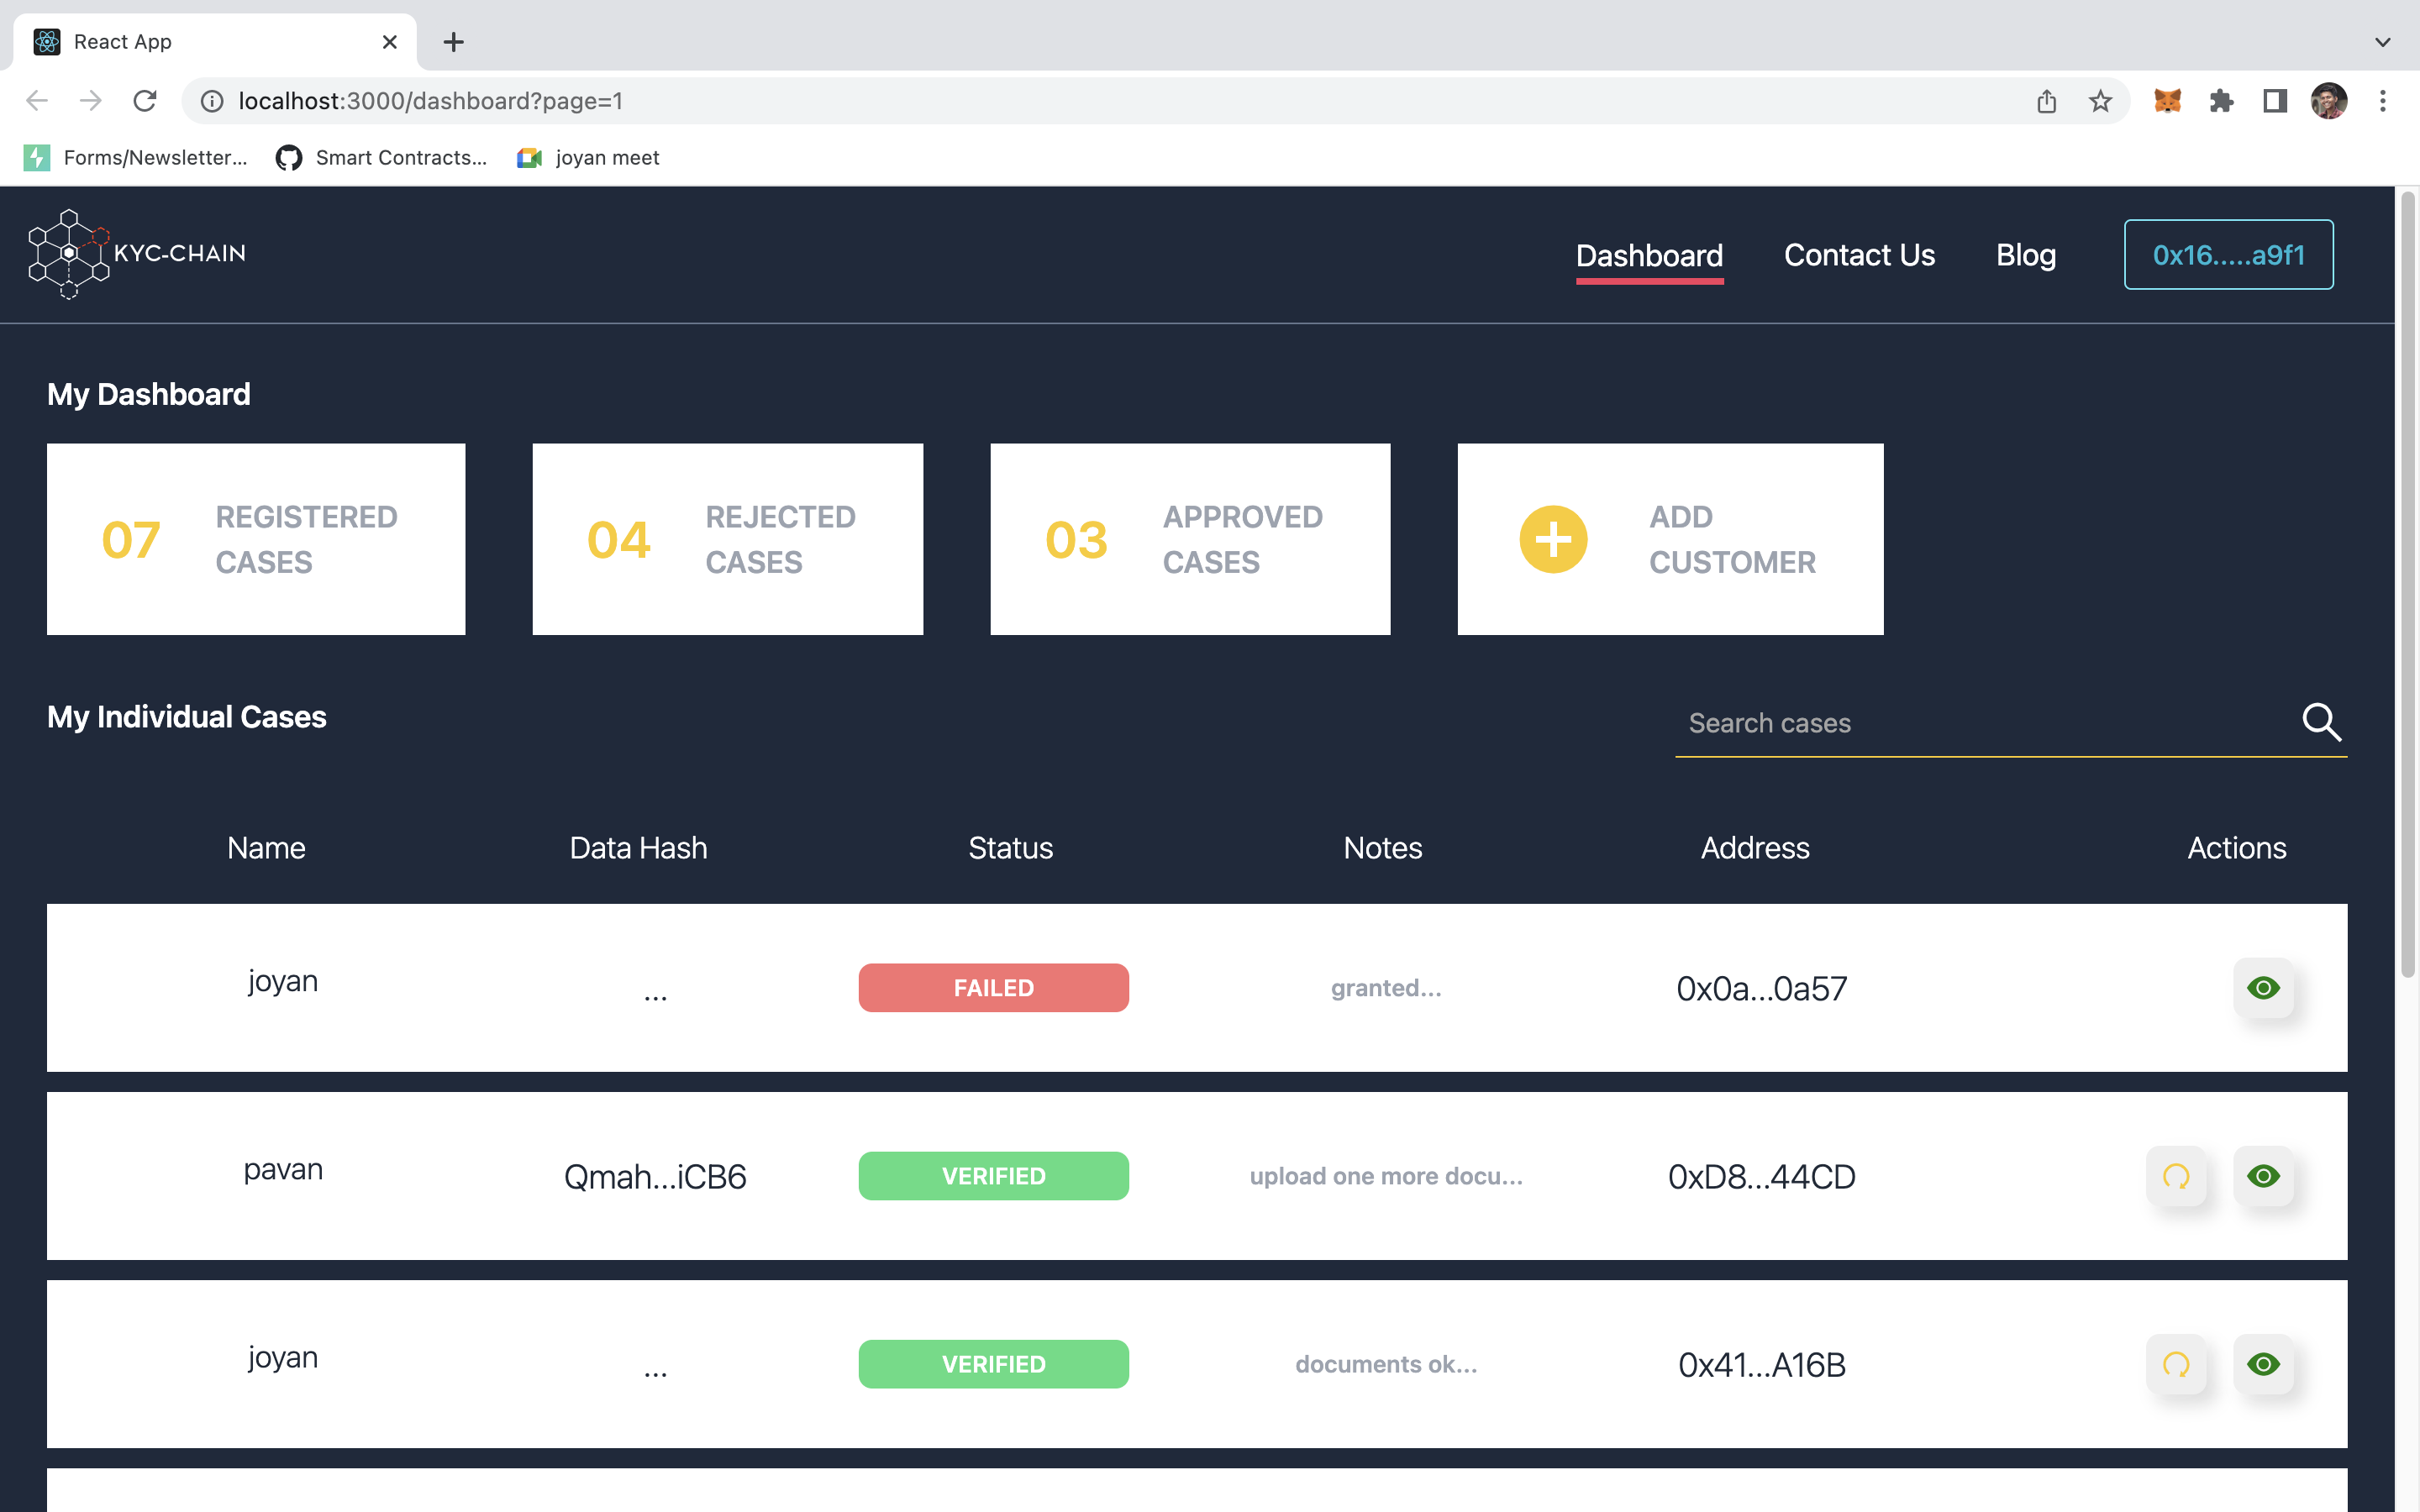 React App
localhost:3000/dashboard?page=1
Forms/Newsletter... Smart Contracts... joyan meet
KYC-CHAIN Dashboard Contact Us Blog 0x16.....a9f1
My Dashboard
07 REGISTERED CASES
04 REJECTED CASES
03 APPROVED CASES
ADD CUSTOMER
My Individual Cases
Search cases
Name Data Hash Status Notes Address Actions
joyan ... FAILED granted... 0x0a...0a57
pavan Qmah...iCB6 VERIFIED upload one more docu... 0xD8...44CD
joyan ... VERIFIED documents ok... 0x41...A16B